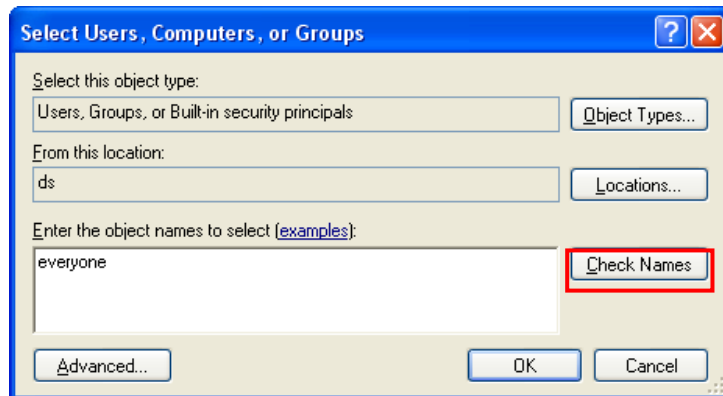 Select Users, Computers, or Groups
Select this object type:
Users, Groups, or Built-in security principals
Object Types...
From this location:
ds
Locations...
Enter the object names to select (examples):
everyone
Check Names
Advanced...
OK
Cancel